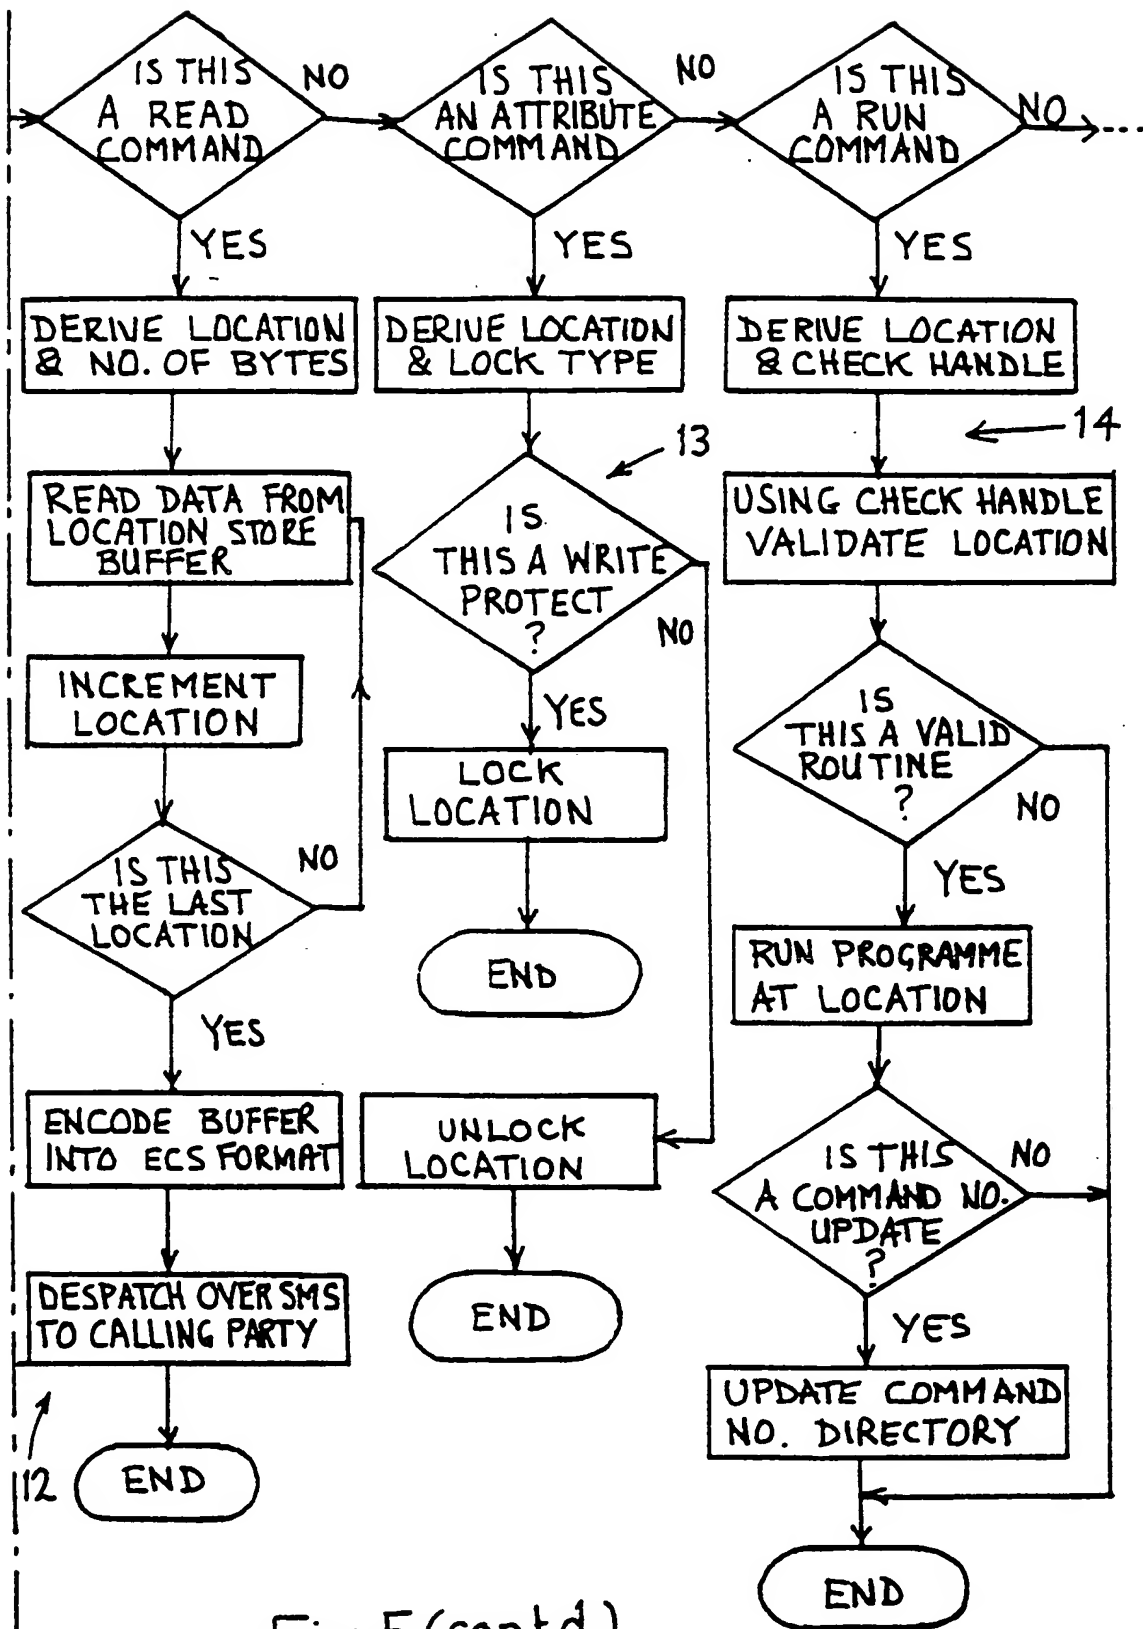 IS THIS
A READ
COMMAND
NO
IS THIS
AN ATTRIBUTE
COMMAND
NO
IS THIS
A RUN
COMMAND
NO
YES
YES
YES
DERIVE LOCATION
& NO. OF BYTES
DERIVE LOCATION
& LOCK TYPE
DERIVE LOCATION
& CHECK HANDLE
13
14
READ DATA FROM
LOCATION STORE
BUFFER
IS
THIS A WRITE
PROTECT
?
NO
YES
USING CHECK HANDLE
VALIDATE LOCATION
INCREMENT
LOCATION
LOCK
LOCATION
IS
THIS A VALID
ROUTINE
?
NO
YES
IS THIS
THE LAST
LOCATION
NO
YES
END
RUN PROGRAMME
AT LOCATION
ENCODE BUFFER
INTO ECS FORMAT
UNLOCK
LOCATION
IS THIS
A COMMAND NO.
UPDATE
?
NO
YES
DESPATCH OVER SMS
TO CALLING PARTY
END
UPDATE COMMAND
NO. DIRECTORY
12
END
END
Fig. 5 (contd.)